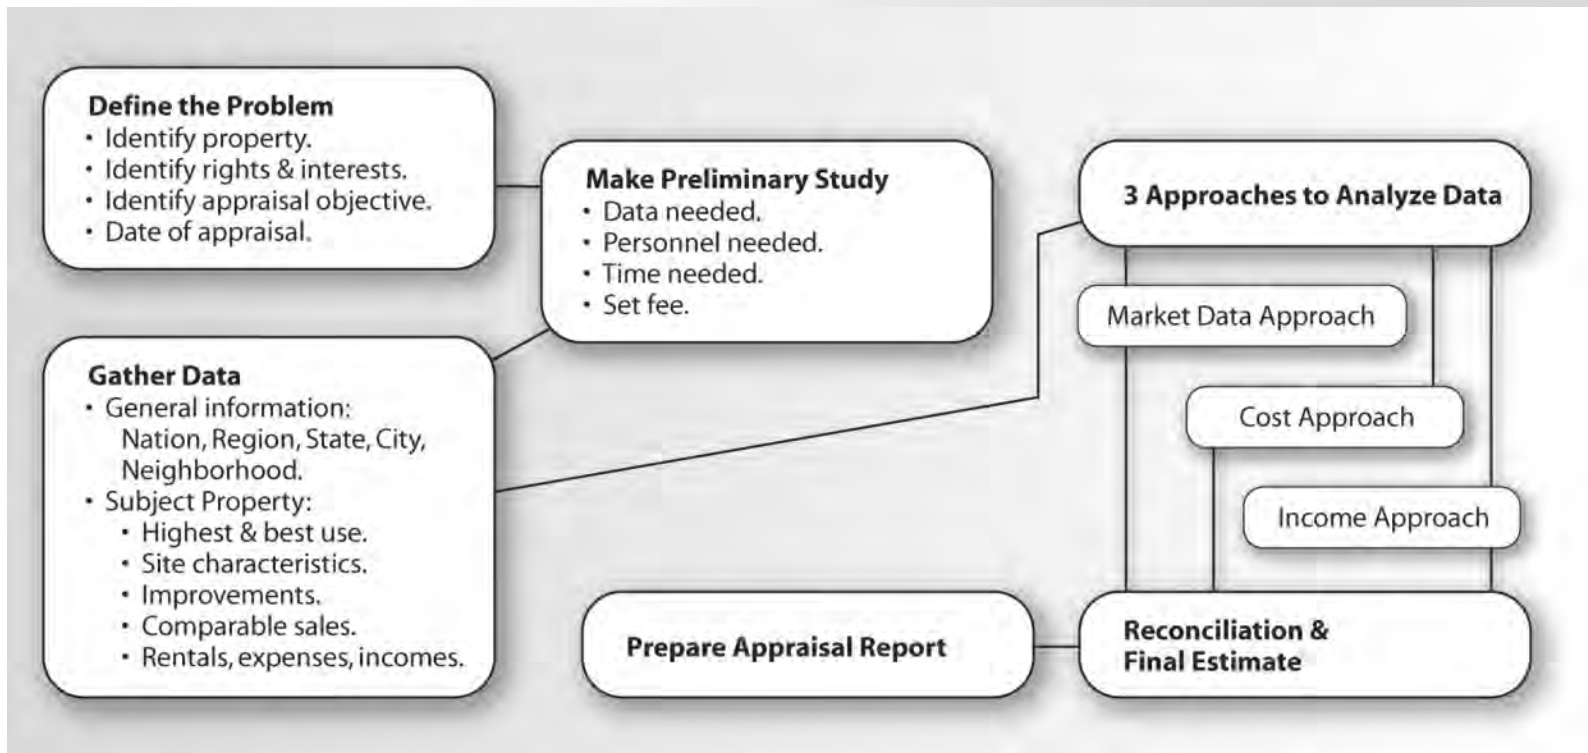 Define the Problem
• Identify property.
• Identify rights & interests.
• Identify appraisal objective.
• Date of appraisal.
Make Preliminary Study
• Data needed.
• Personnel needed.
• Time needed.
• Set fee.
Gather Data
• General information:
Nation, Region, State, City,
Neighborhood.
• Subject Property:
• Highest & best use.
• Site characteristics.
• Improvements.
• Comparable sales.
• Rentals, expenses, incomes.
3 Approaches to Analyze Data
Market Data Approach
Cost Approach
Income Approach
Reconciliation &
Final Estimate
Prepare Appraisal Report